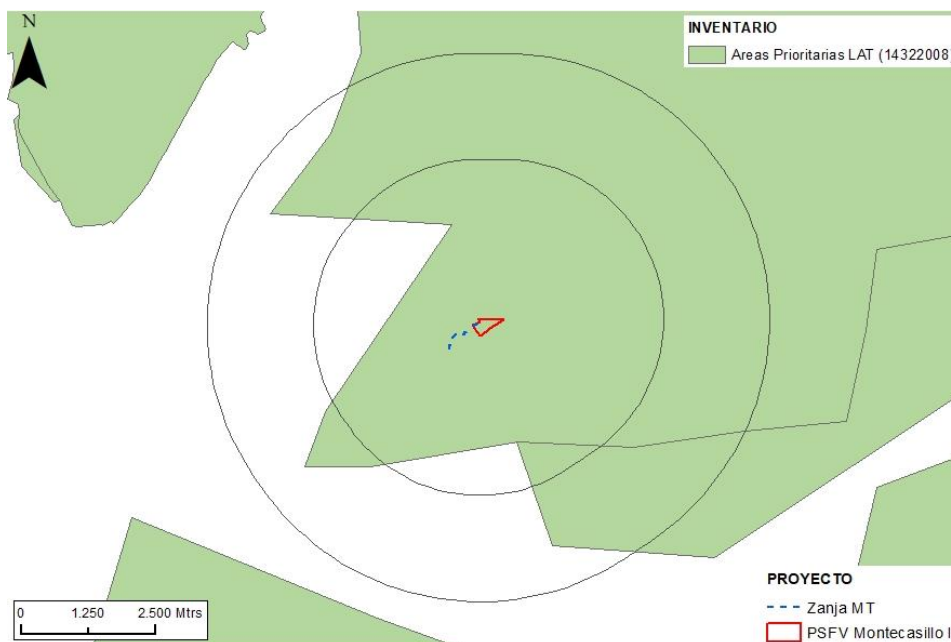 N
INVENTARIO
Areas Prioritarias LAT (14322008
0 1.250 2.500 Mtrs
PROYECTO
Zanja MT
PSFV Montecasillo